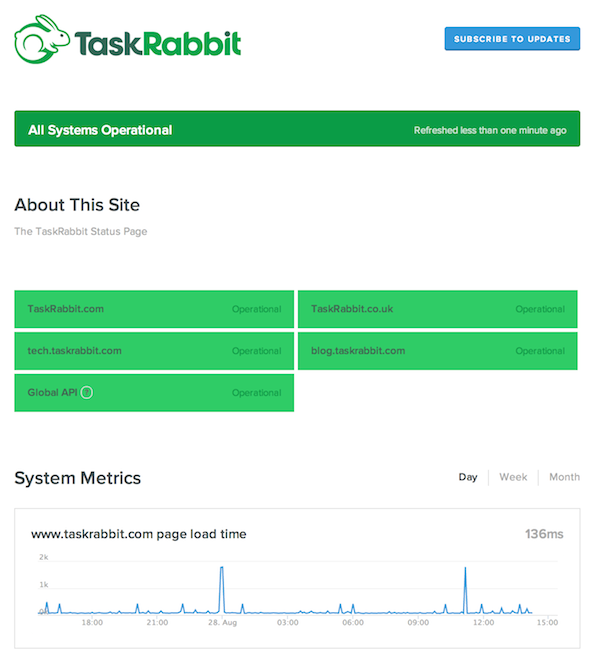 TaskRabbit
SUBSCRIBE TO UPDATES
All Systems Operational
Refreshed less than one minute ago
About This Site
The TaskRabbit Status Page
TaskRabbit.com Operational
TaskRabbit.co.uk Operational
tech.taskrabbit.com Operational
blog.taskrabbit.com Operational
Global API ? Operational
System Metrics
Day Week Month
www.taskrabbit.com page load time
136ms
2k
1k
18:00 21:00 28. Aug 03:00 06:00 09:00 12:00 15:00